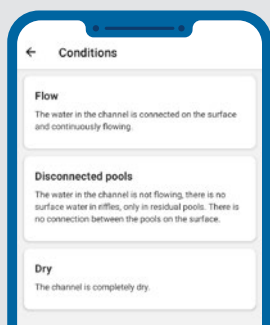 Conditions
Flow
The water in the channel is connected on the surface
and continuously flowing.
Disconnected pools
The water in the channel is not flowing, there is no
surface water in riffles, only in residual pools. There is
no connection between the pools on the surface.
Dry
The channel is completely dry.